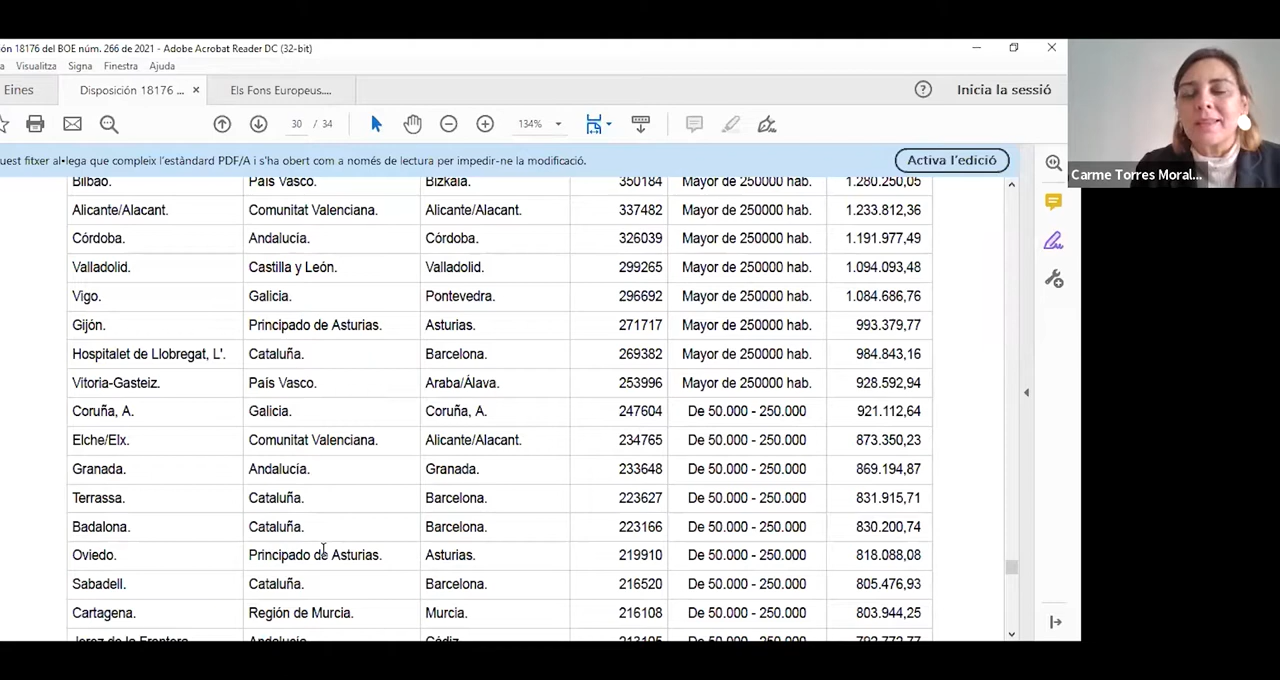 ón 18176 del BOE núm. 266 de 2021 - Adobe Acrobat Reader DC (32-bit)
a Visualitza Signa Finestra Ajuda
Eines Disposición 18176 ... × Els Fons Europeus.... Inicia la sessió
30 / 34 134%
uest fitxer al•lega que compleix l'estàndard PDF/A i s'ha obert com a només de lectura per impedir-ne la modificació. Activa l'edició
Carme Torres Moral...
Bilbao. País Vasco. Bizkaia. 350184 Mayor de 250000 hab. 1.280.250,05
Alicante/Alacant. Comunitat Valenciana. Alicante/Alacant. 337482 Mayor de 250000 hab. 1.233.812,36
Córdoba. Andalucía. Córdoba. 326039 Mayor de 250000 hab. 1.191.977,49
Valladolid. Castilla y León. Valladolid. 299265 Mayor de 250000 hab. 1.094.093,48
Vigo. Galicia. Pontevedra. 296692 Mayor de 250000 hab. 1.084.686,76
Gijón. Principado de Asturias. Asturias. 271717 Mayor de 250000 hab. 993.379,77
Hospitalet de Llobregat, L'. Cataluña. Barcelona. 269382 Mayor de 250000 hab. 984.843,16
Vitoria-Gasteiz. País Vasco. Araba/Álava. 253996 Mayor de 250000 hab. 928.592,94
Coruña, A. Galicia. Coruña, A. 247604 De 50.000 - 250.000 921.112,64
Elche/Elx. Comunitat Valenciana. Alicante/Alacant. 234765 De 50.000 - 250.000 873.350,23
Granada. Andalucía. Granada. 233648 De 50.000 - 250.000 869.194,87
Terrassa. Cataluña. Barcelona. 223627 De 50.000 - 250.000 831.915,71
Badalona. Cataluña. Barcelona. 223166 De 50.000 - 250.000 830.200,74
Oviedo. Principado de Asturias. Asturias. 219910 De 50.000 - 250.000 818.088,08
Sabadell. Cataluña. Barcelona. 216520 De 50.000 - 250.000 805.476,93
Cartagena. Región de Murcia. Murcia. 216108 De 50.000 - 250.000 803.944,25
Jerez de la Frontera. Andalucía. Cádiz. De 50.000 - 250.000